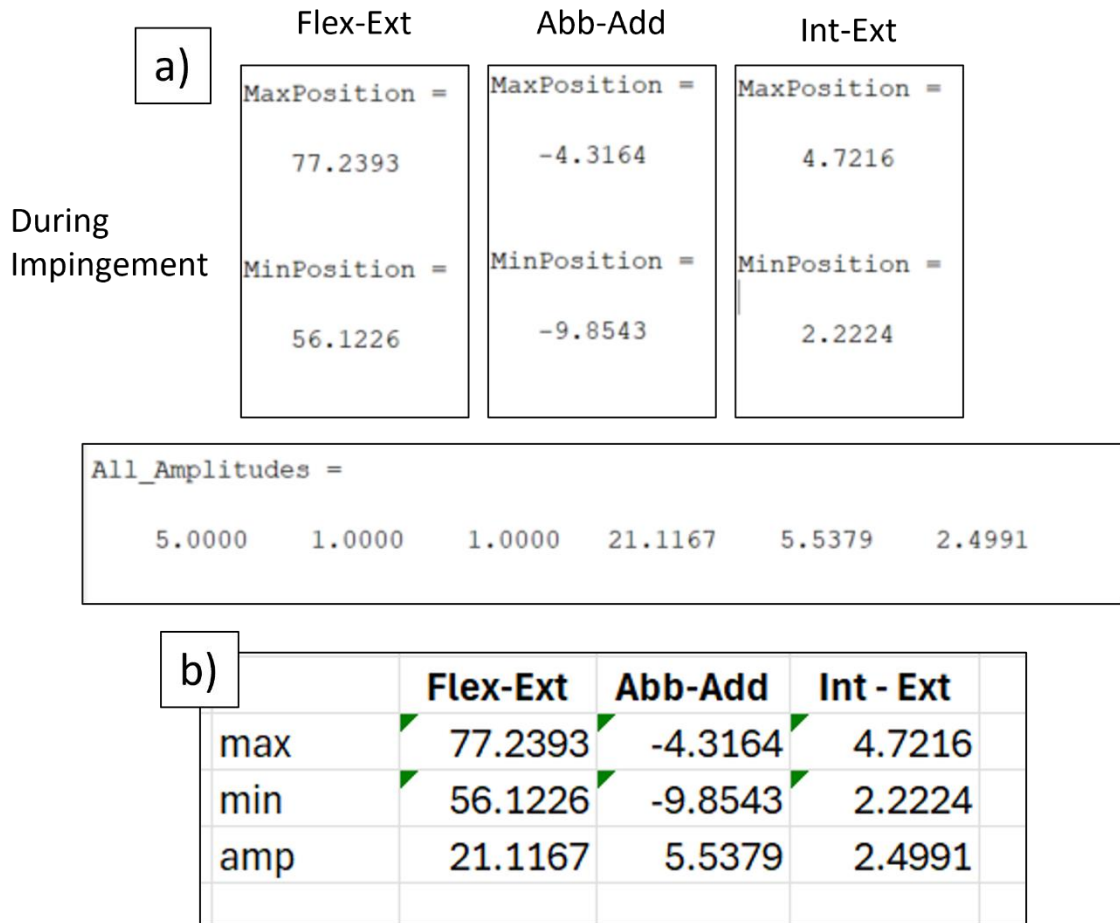 Flex-Ext Abb-Add Int-Ext
a)
MaxPosition = MaxPosition = MaxPosition =
77.2393 -4.3164 4.7216
During
Impingement
MinPosition = MinPosition = MinPosition =
56.1226 -9.8543 2.2224
All_Amplitudes =
5.0000 1.0000 1.0000 21.1167 5.5379 2.4991
b)
Flex-Ext Abb-Add Int - Ext
max 77.2393 -4.3164 4.7216
min 56.1226 -9.8543 2.2224
amp 21.1167 5.5379 2.4991